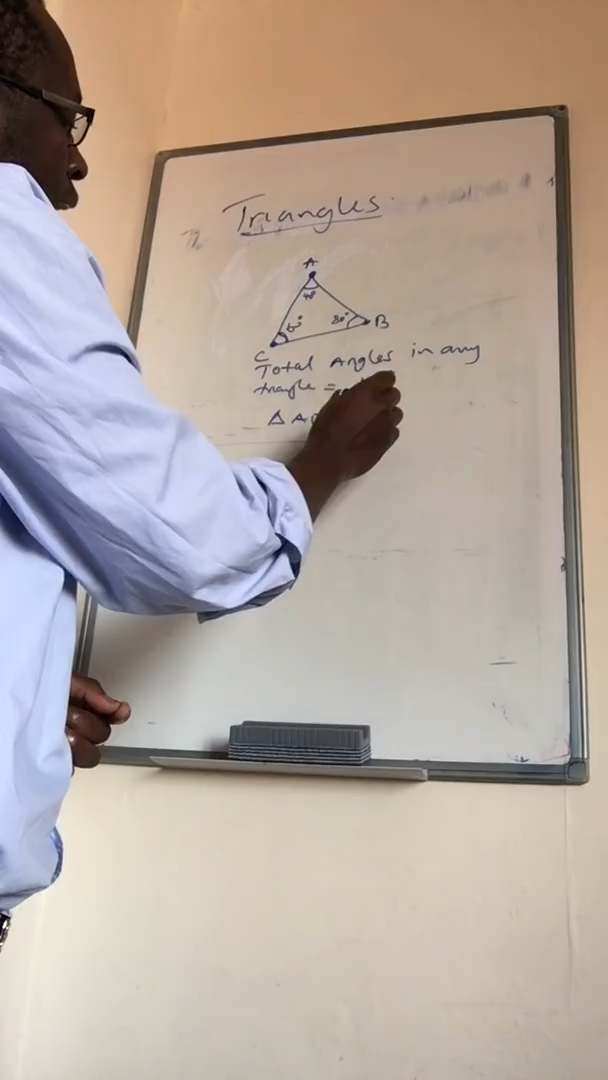 Triangles
A
40°
60°
80°
B
C
Total Angles in any
triangle =
Δ A